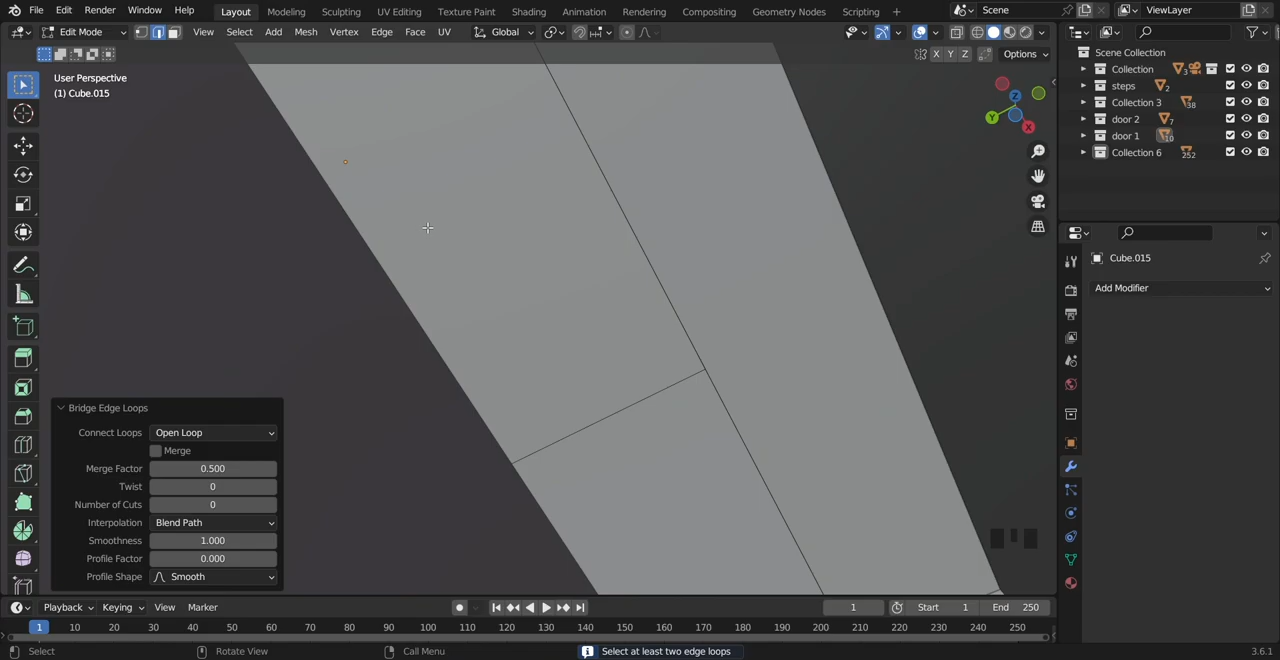 File Edit Render Window Help Layout Modeling Sculpting UV Editing Texture Paint Shading Animation Rendering Compositing Geometry Nodes Scripting + Scene ViewLayer
Edit Mode View Select Add Mesh Vertex Edge Face UV Global
X Y Z Options
User Perspective
(1) Cube.015
Z
Y
X
Scene Collection
Collection 3
steps 2
Collection 3 38
door 2 7
door 1 10
Collection 6 252
Cube.015
Add Modifier
Bridge Edge Loops
Connect Loops Open Loop
Merge
Merge Factor 0.500
Twist 0
Number of Cuts 0
Interpolation Blend Path
Smoothness 1.000
Profile Factor 0.000
Profile Shape Smooth
Playback Keying View Marker 1 Start 1 End 250
1 10 20 30 40 50 60 70 80 90 100 110 120 130 140 150 160 170 180 190 200 210 220 230 240 250
Select Rotate View Call Menu Select at least two edge loops 3.6.1